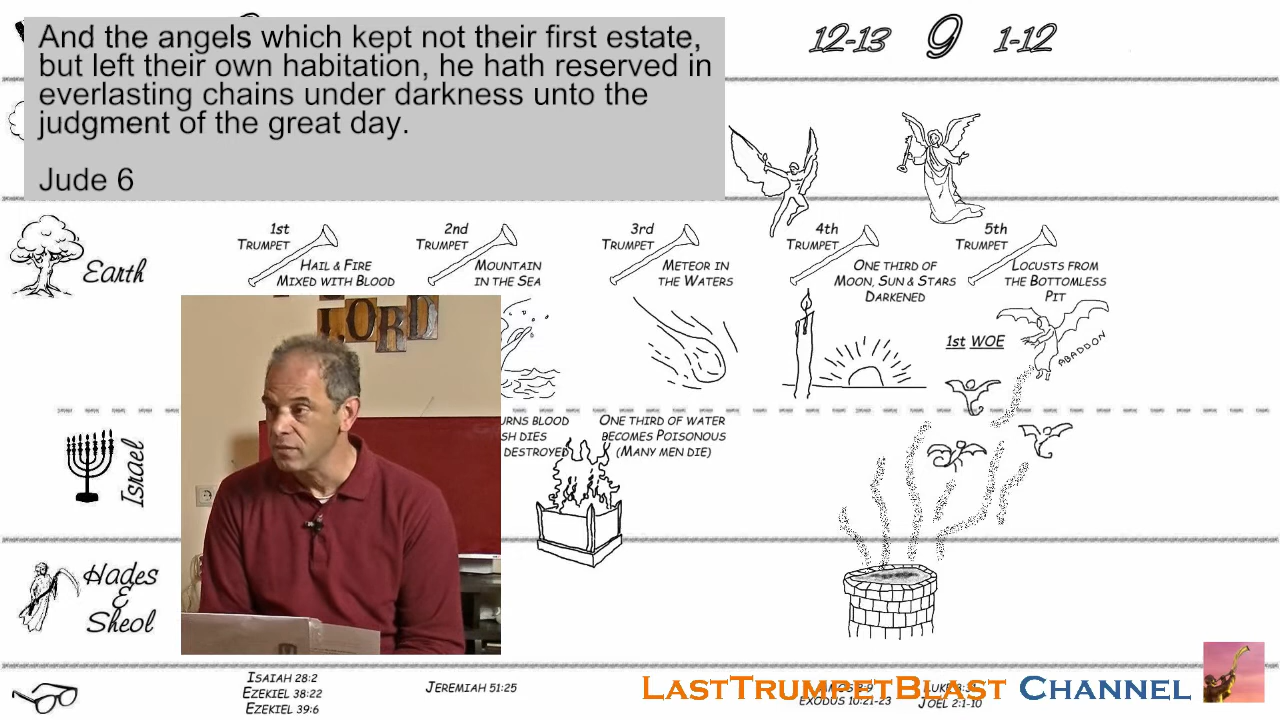 And the angels which kept not their first estate,
but left their own habitation, he hath reserved in
everlasting chains under darkness unto the
judgment of the great day.
Jude 6
12-13 9 1-12
1st
TRUMPET
HAIL & FIRE
MIXED WITH BLOOD
2nd
TRUMPET
MOUNTAIN
IN THE SEA
3rd
TRUMPET
METEOR IN
THE WATERS
4th
TRUMPET
ONE THIRD OF
MOON, SUN & STARS
DARKENED
5th
TRUMPET
LOCUSTS FROM
THE BOTTOMLESS
PIT
Earth
1st WOE
ABADDON
LORD
BLOOD
DIES
DESTROYED
ONE THIRD OF WATER
BECOMES POISONOUS
(MANY MEN DIE)
Israel
Hades
&
Sheol
ISAIAH 28:2
EZEKIEL 38:22
EZEKIEL 39:6
JEREMIAH 51:25
EXODUS 10:21-23
JOEL 2:1-10
LASTTRUMPETBLAST CHANNEL